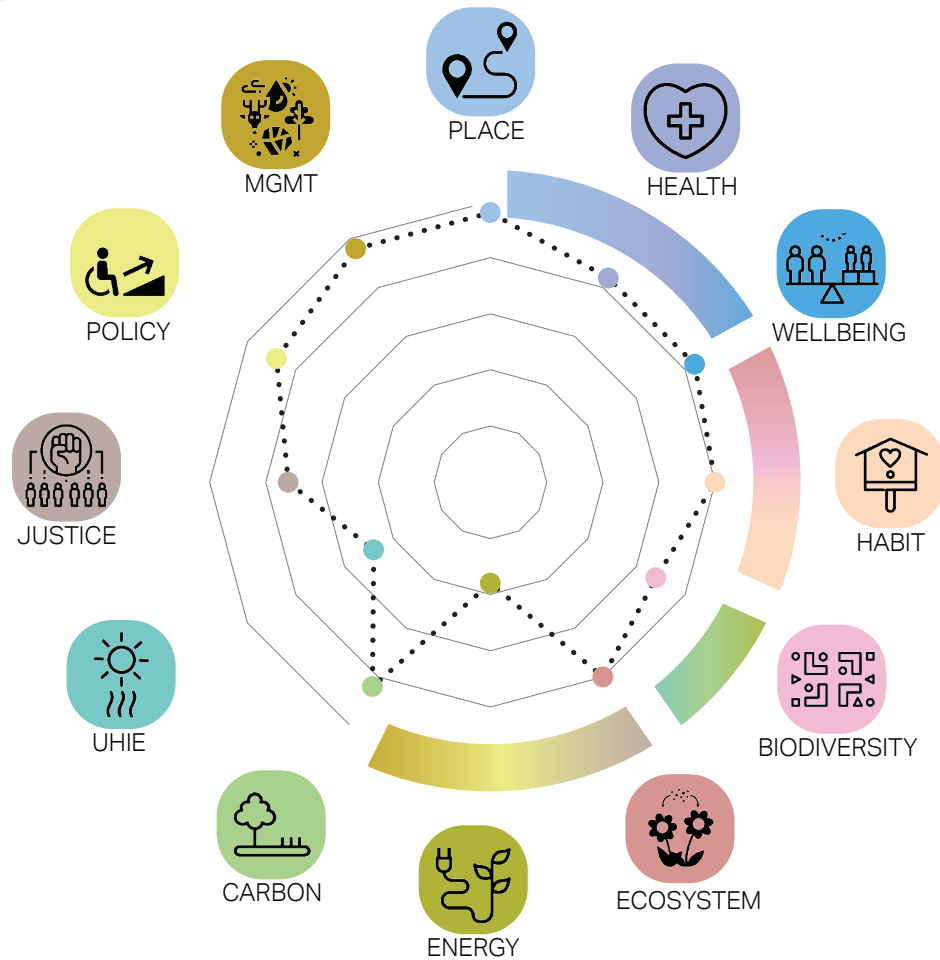 PLACE
HEALTH
MGMT
WELLBEING
POLICY
HABIT
JUSTICE
BIODIVERSITY
UHIE
ECOSYSTEM
CARBON
ENERGY